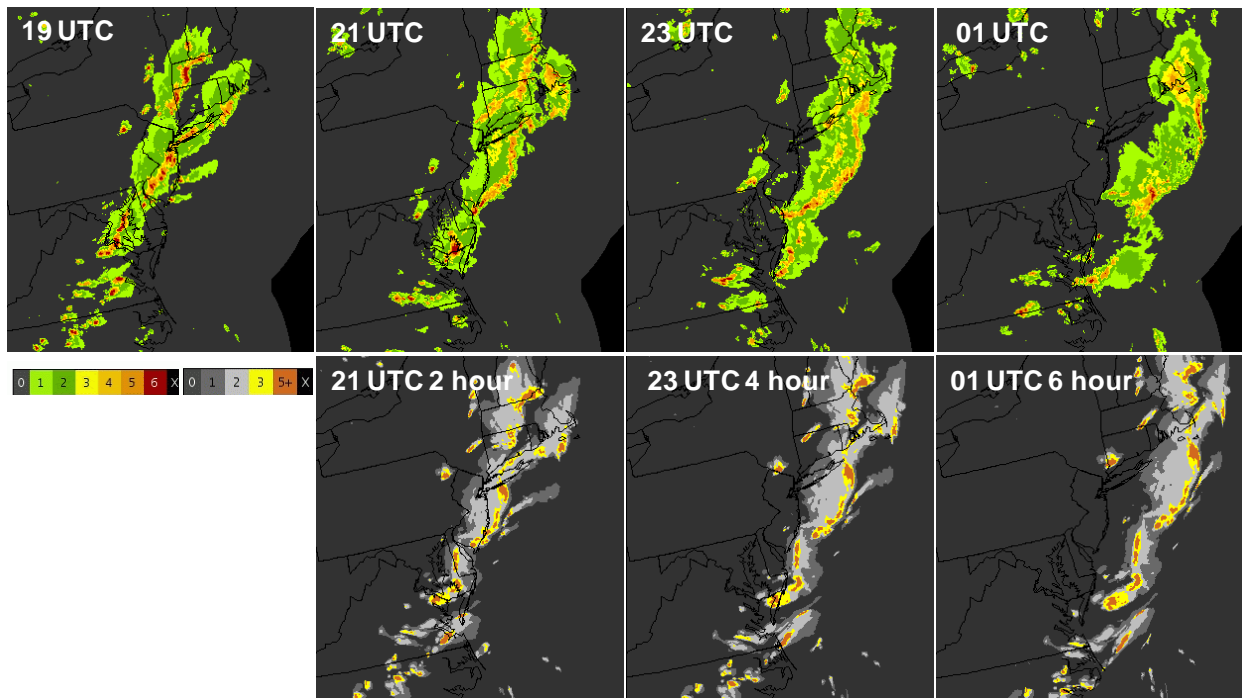 19 UTC
21 UTC
23 UTC
01 UTC
0 1 2 3 4 5 6 X
0 1 2 3 5+ X
21 UTC 2 hour
23 UTC 4 hour
01 UTC 6 hour